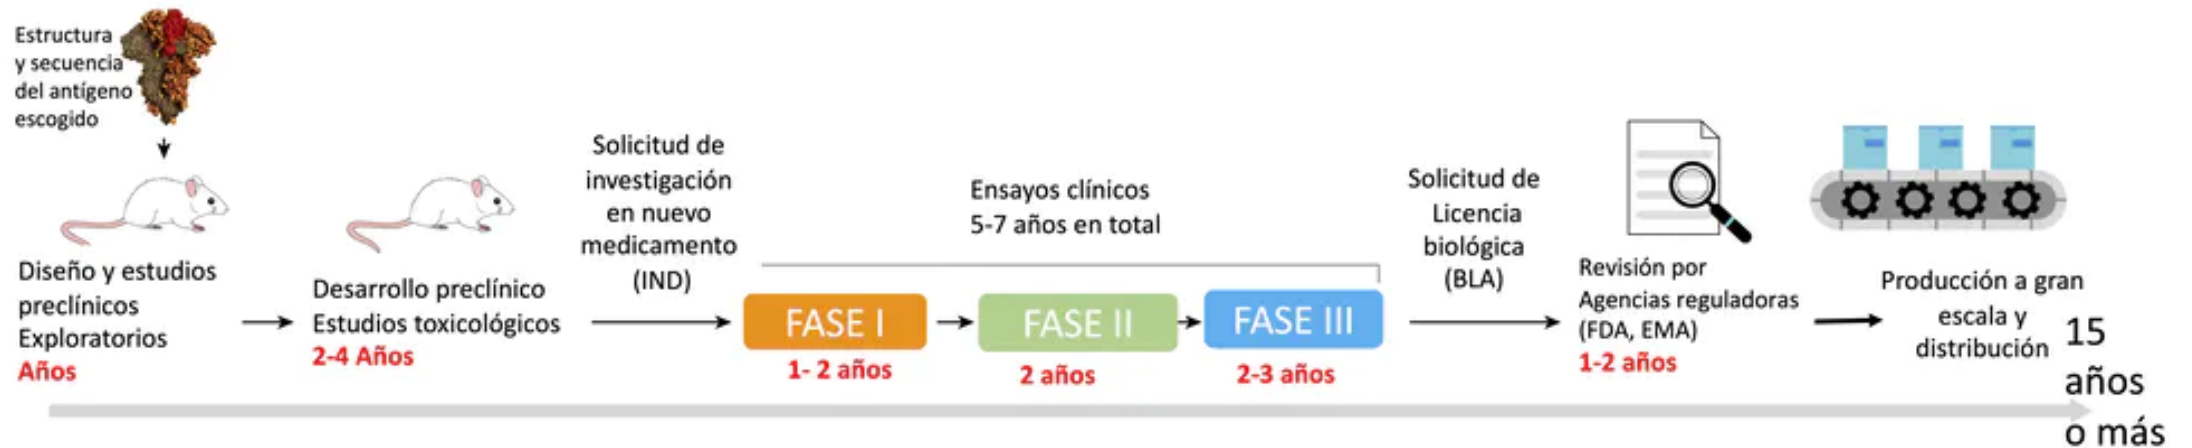 Estructura
y secuencia
del antígeno
escogido
Diseño y estudios
preclínicos
Exploratorios
Años
Desarrollo preclínico
Estudios toxicológicos
2-4 Años
Solicitud de
investigación
en nuevo
medicamento
(IND)
Ensayos clínicos
5-7 años en total
FASE I
1- 2 años
FASE II
2 años
FASE III
2-3 años
Solicitud de
Licencia
biológica
(BLA)
Revisión por
Agencias reguladoras
(FDA, EMA)
1-2 años
Producción a gran
escala y
distribución
15
años
o más